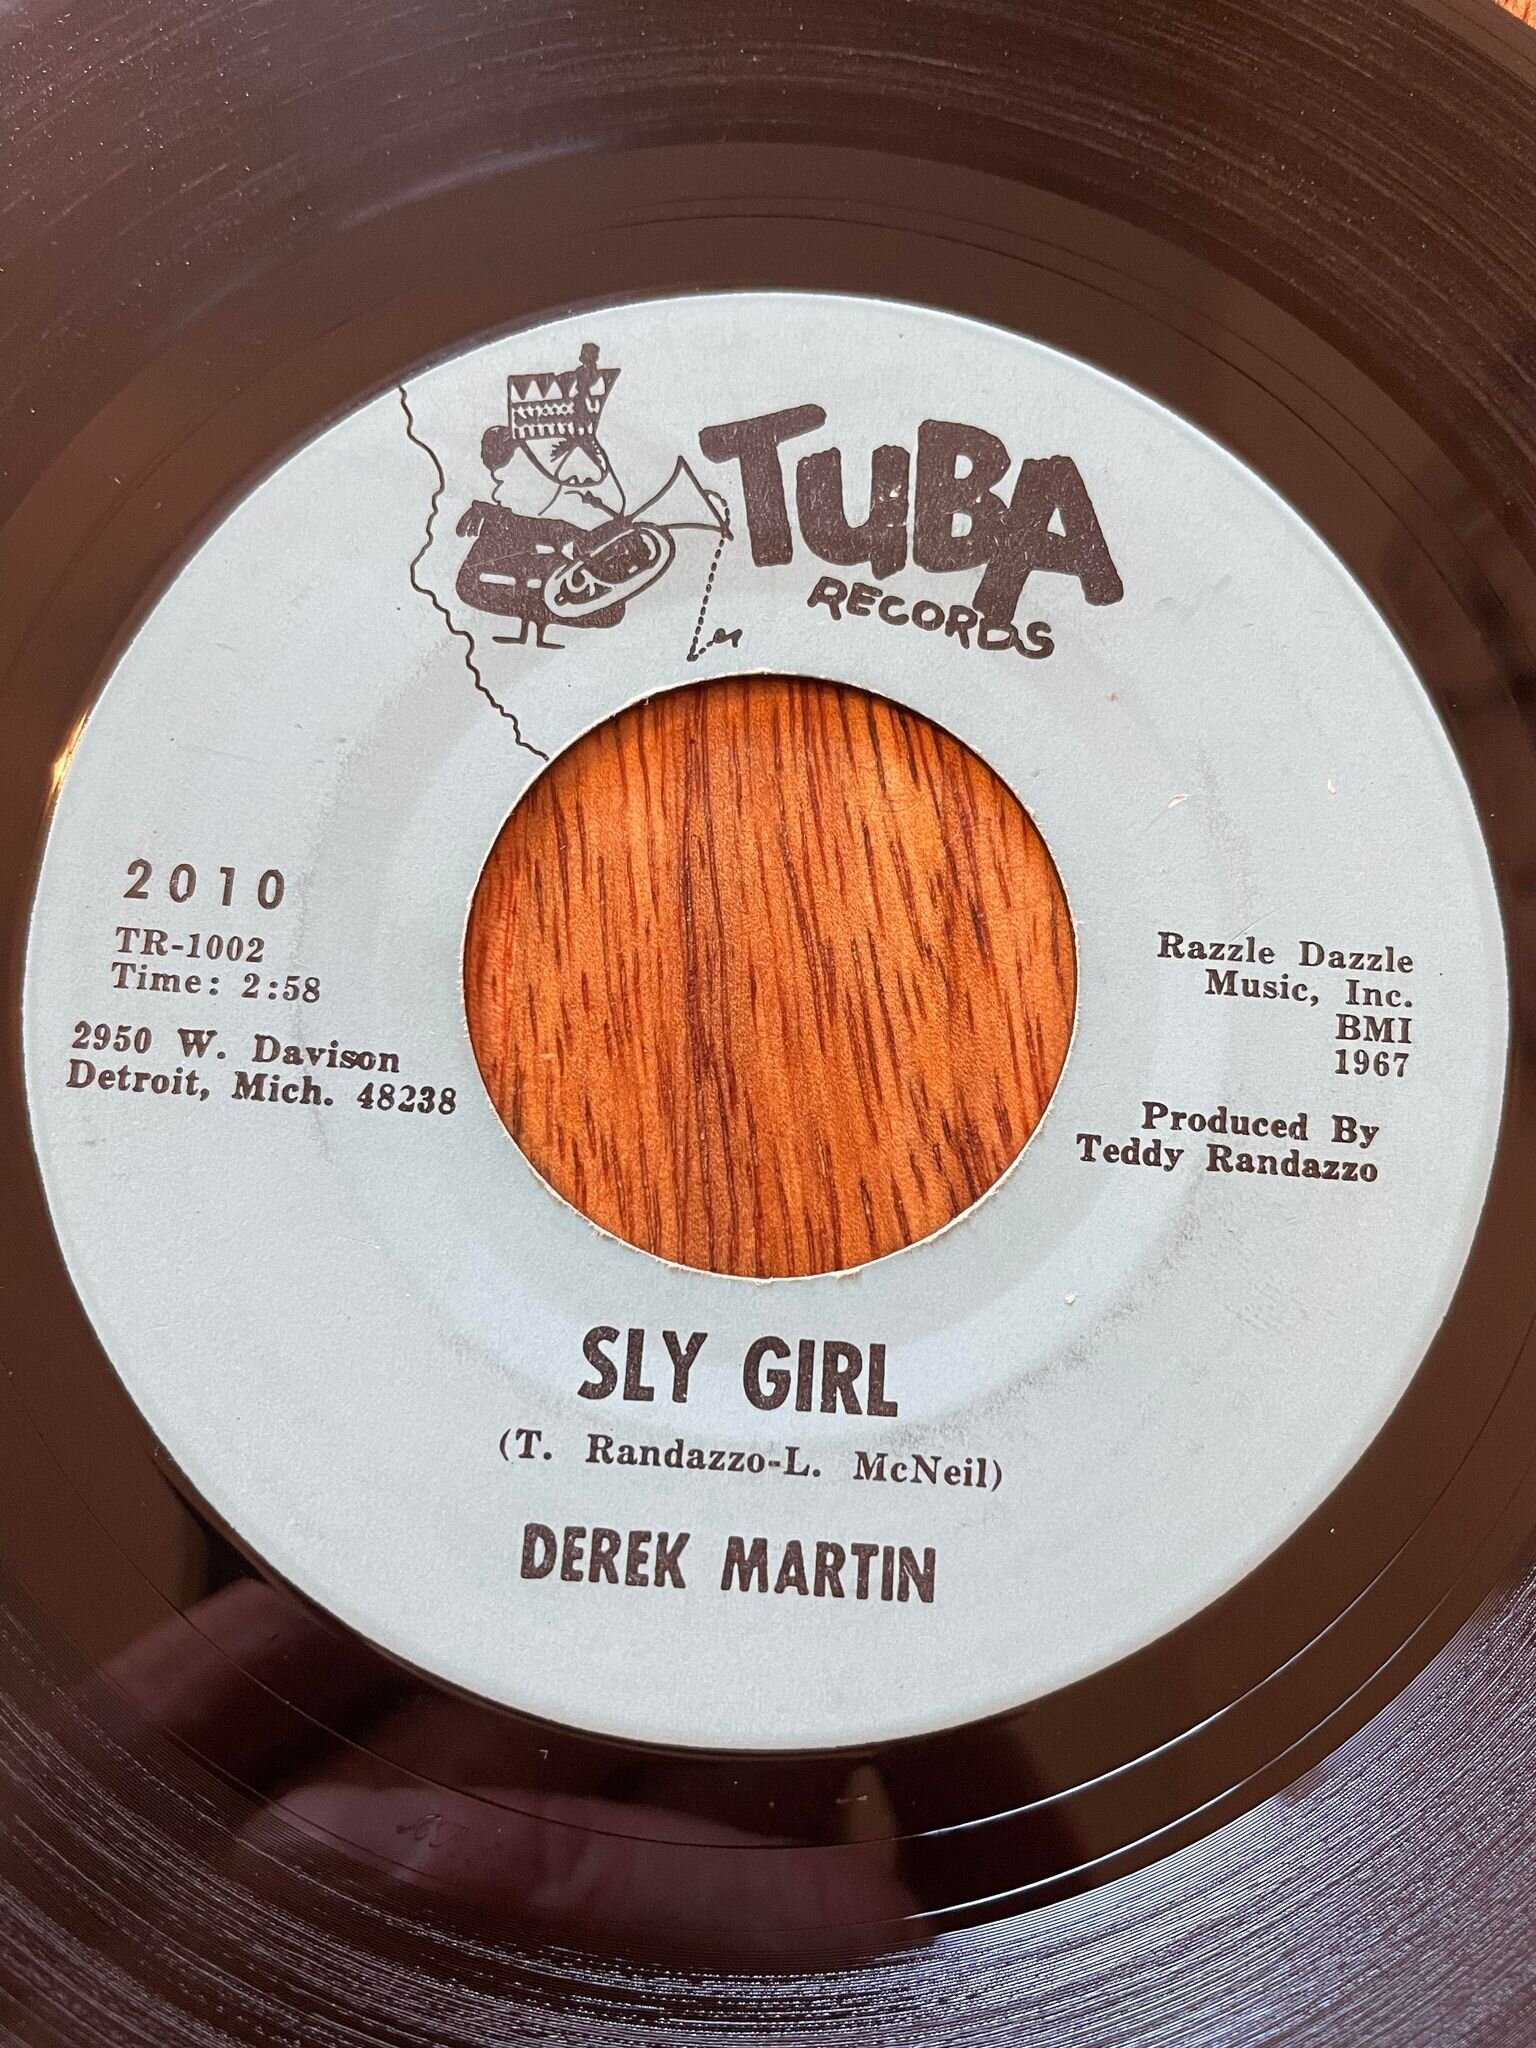 TUBA
RECORDS
2010
TR-1002
Time: 2:58
2950 W. Davison
Detroit, Mich. 48238
Razzle Dazzle
Music, Inc.
BMI
1967
Produced By
Teddy Randazzo
SLY GIRL
(T. Randazzo-L. McNeil)
DEREK MARTIN